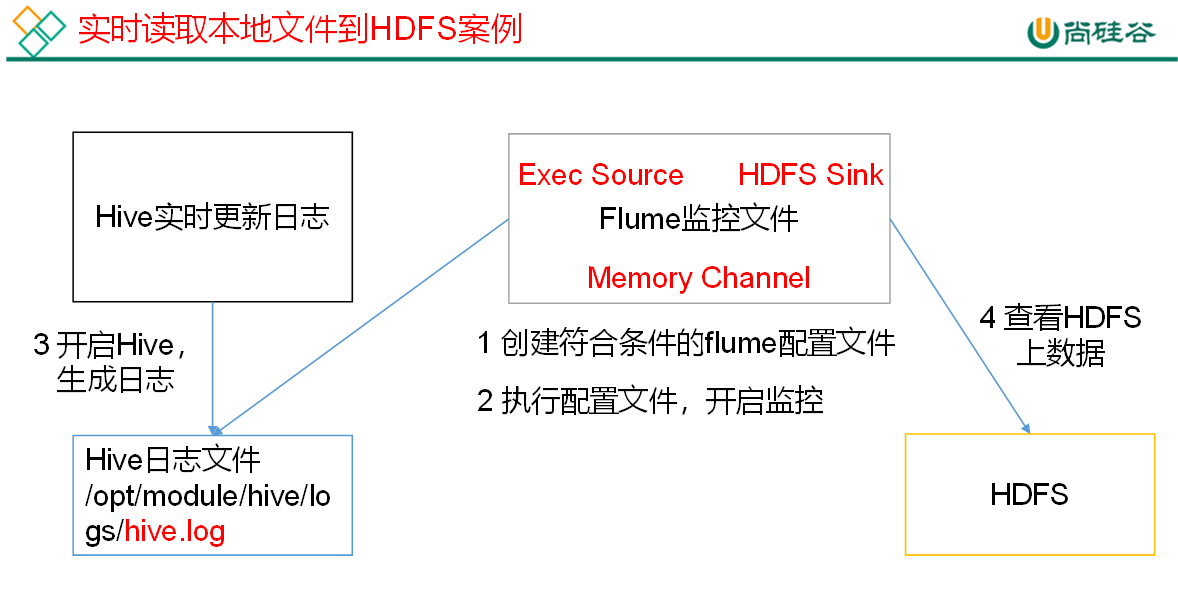 实时读取本地文件到HDFS案例
尚硅谷
Hive实时更新日志
Exec Source
HDFS Sink
Flume监控文件
Memory Channel
3 开启Hive，
生成日志
1 创建符合条件的flume配置文件
2 执行配置文件，开启监控
4 查看HDFS
上数据
Hive日志文件
/opt/module/hive/lo
gs/hive.log
HDFS